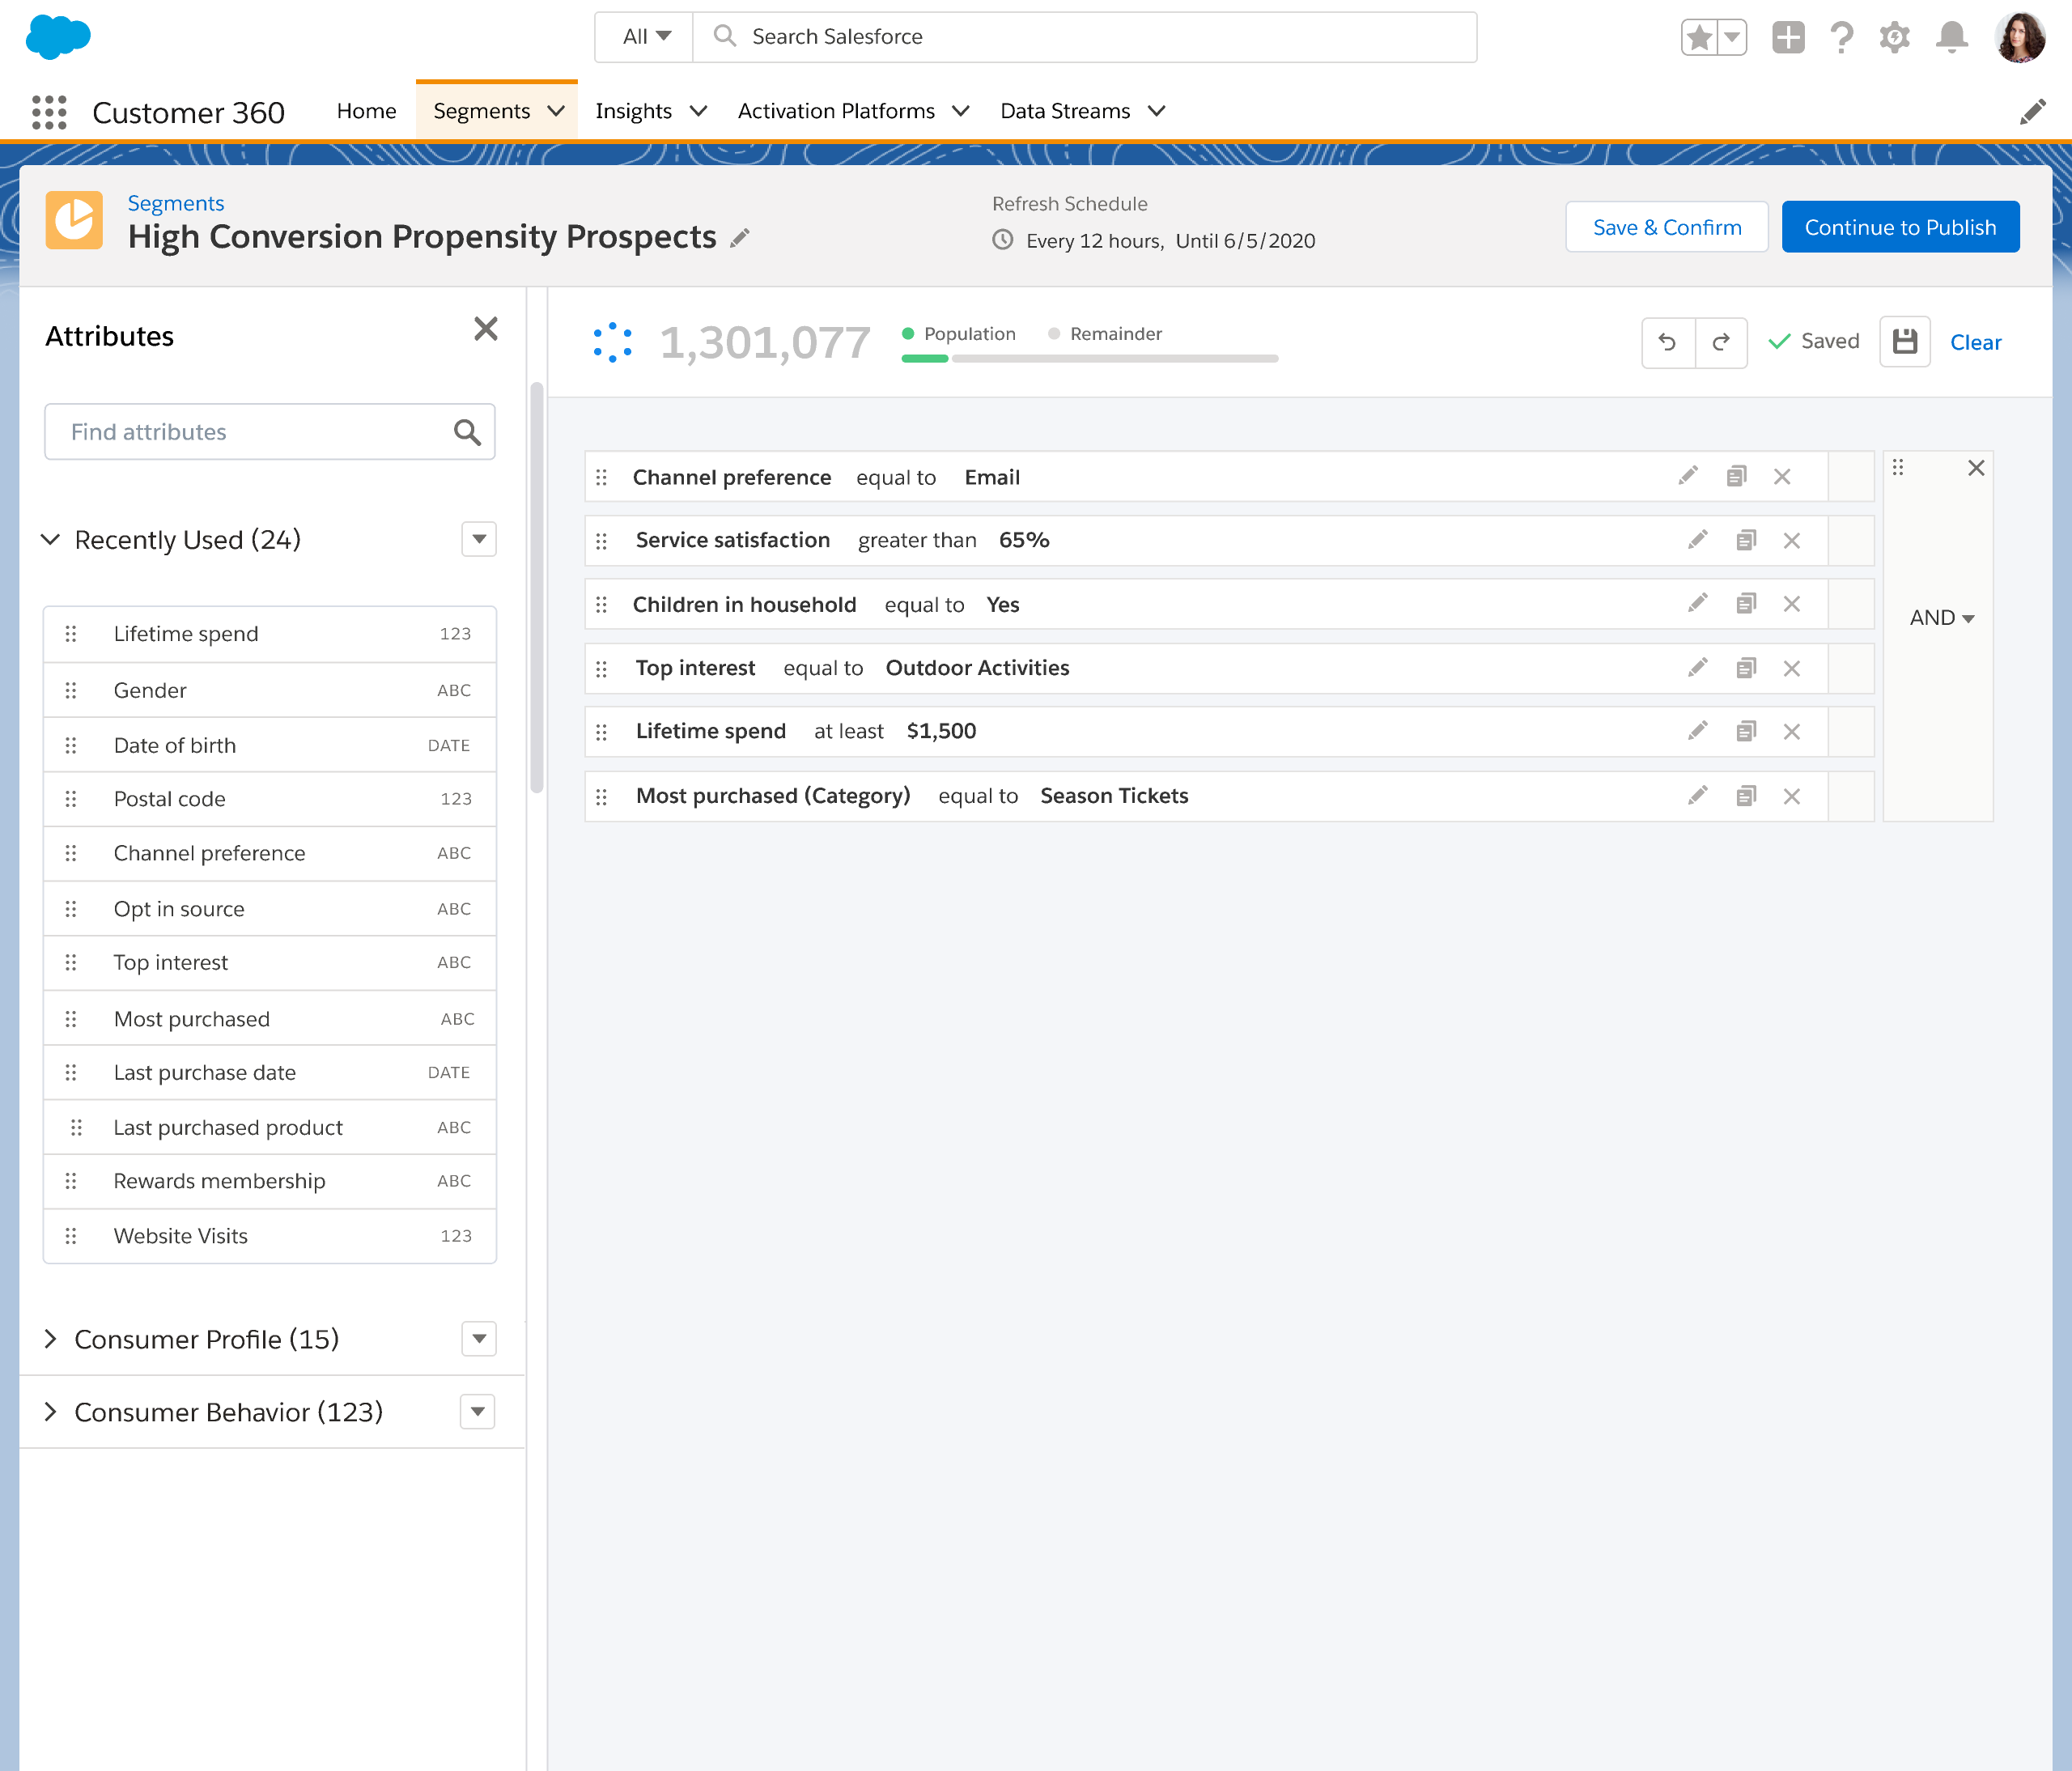 All
Search Salesforce
Customer 360
Home
Segments
Insights
Activation Platforms
Data Streams
Segments
High Conversion Propensity Prospects
Refresh Schedule
Every 12 hours, Until 6/5/2020
Save & Confirm
Continue to Publish
Attributes
Find attributes
Recently Used (24)
Lifetime spend 123
Gender ABC
Date of birth DATE
Postal code 123
Channel preference ABC
Opt in source ABC
Top interest ABC
Most purchased ABC
Last purchase date DATE
Last purchased product ABC
Rewards membership ABC
Website Visits 123
Consumer Profile (15)
Consumer Behavior (123)
1,301,077
Population
Remainder
Saved
Clear
Channel preference equal to Email
Service satisfaction greater than 65%
Children in household equal to Yes
Top interest equal to Outdoor Activities
Lifetime spend at least $1,500
Most purchased (Category) equal to Season Tickets
AND